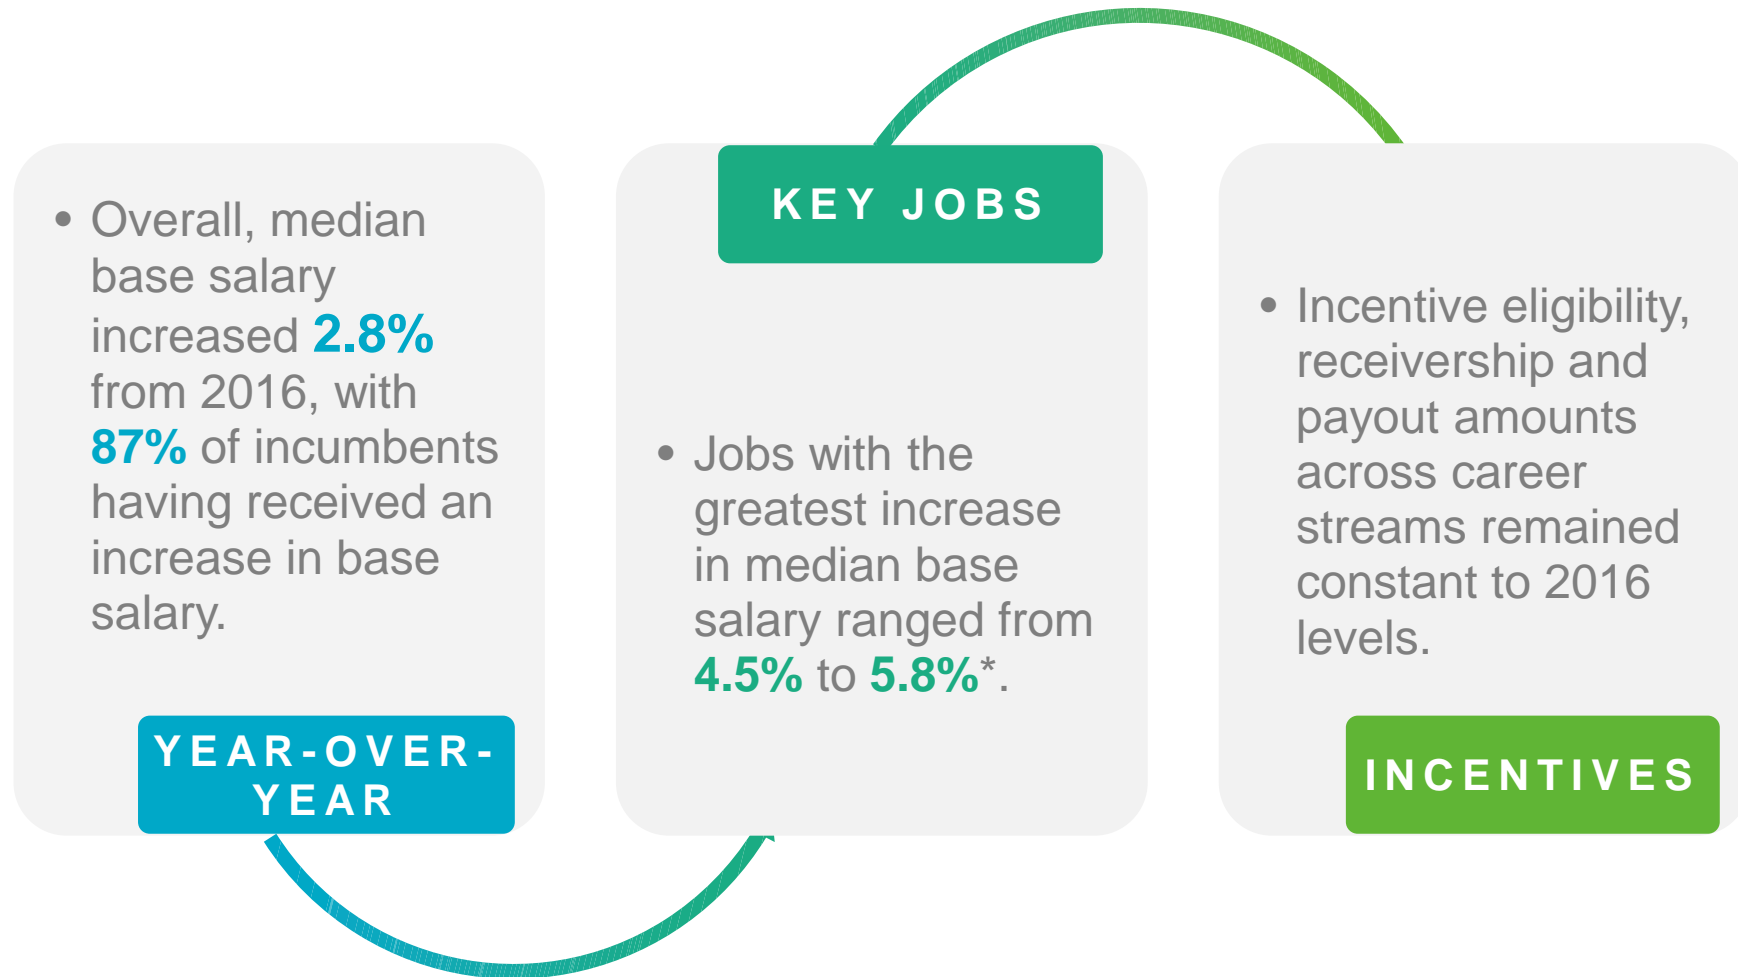 • Overall, median
base salary
increased 2.8%
from 2016, with
87% of incumbents
having received an
increase in base
salary.
YEAR-OVER-
YEAR
KEY JOBS
• Jobs with the
greatest increase
in median base
salary ranged from
4.5% to 5.8%*.
• Incentive eligibility,
receivership and
payout amounts
across career
streams remained
constant to 2016
levels.
INCENTIVES